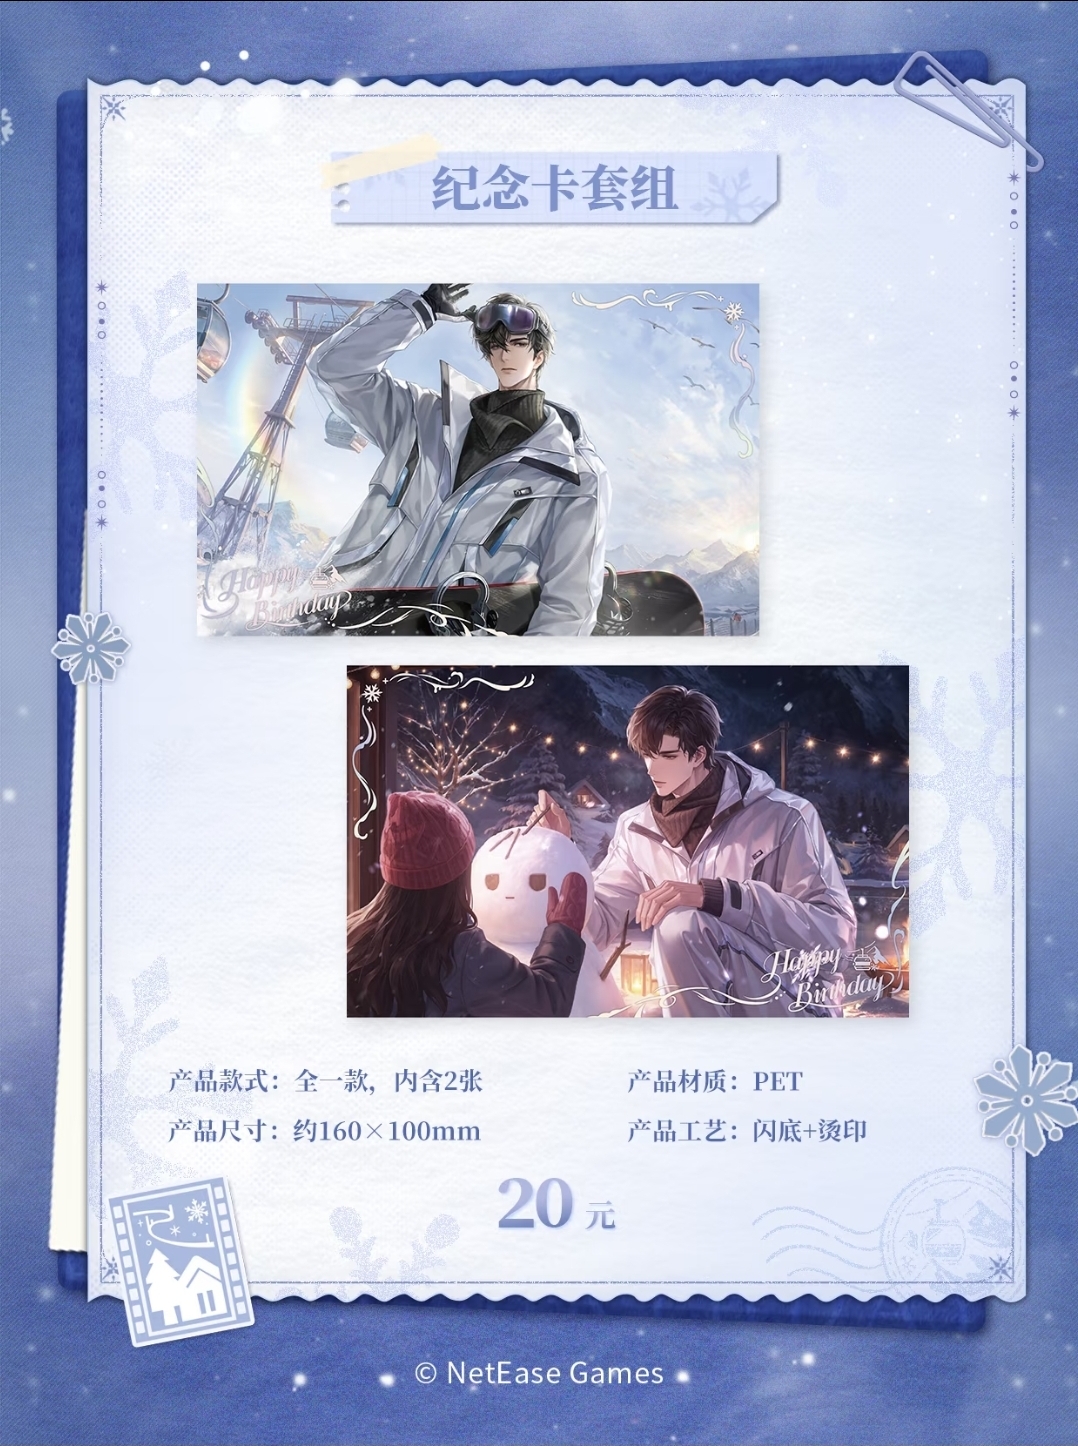 纪念卡套组
Happy
Birthday
Happy
Birthday
产品款式：全一款，内含2张
产品材质：PET
产品尺寸：约160×100mm
产品工艺：闪底+烫印
20 元
© NetEase Games